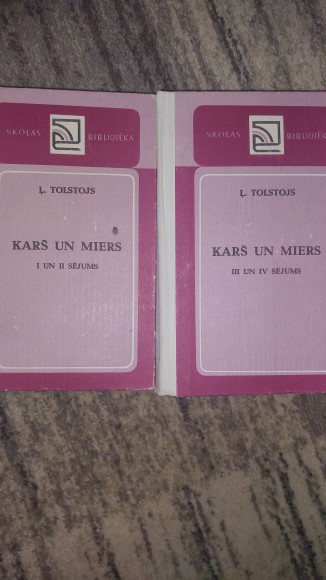 SKOLAS BIBLIOTĒKA
Ļ. TOLSTOJS
KARŠ UN MIERS
I UN II SĒJUMS
SKOLAS BIBLIOTĒKA
Ļ. TOLSTOJS
KARŠ UN MIERS
III UN IV SĒJUMS